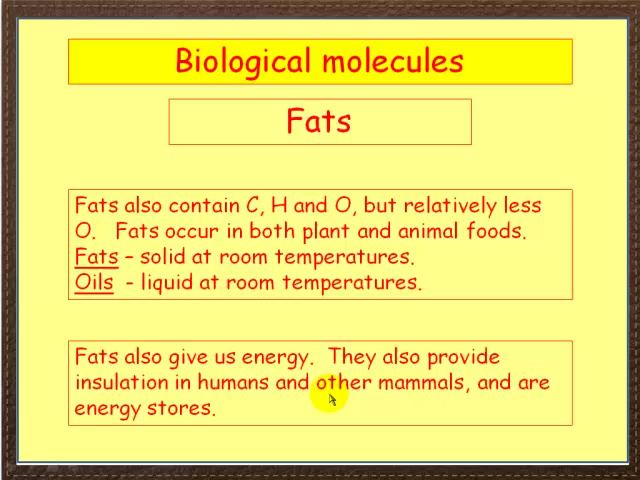 Biological molecules
Fats
Fats also contain C, H and O, but relatively less
O.   Fats occur in both plant and animal foods.
Fats – solid at room temperatures.
Oils  - liquid at room temperatures.
Fats also give us energy.  They also provide
insulation in humans and other mammals, and are
energy stores.